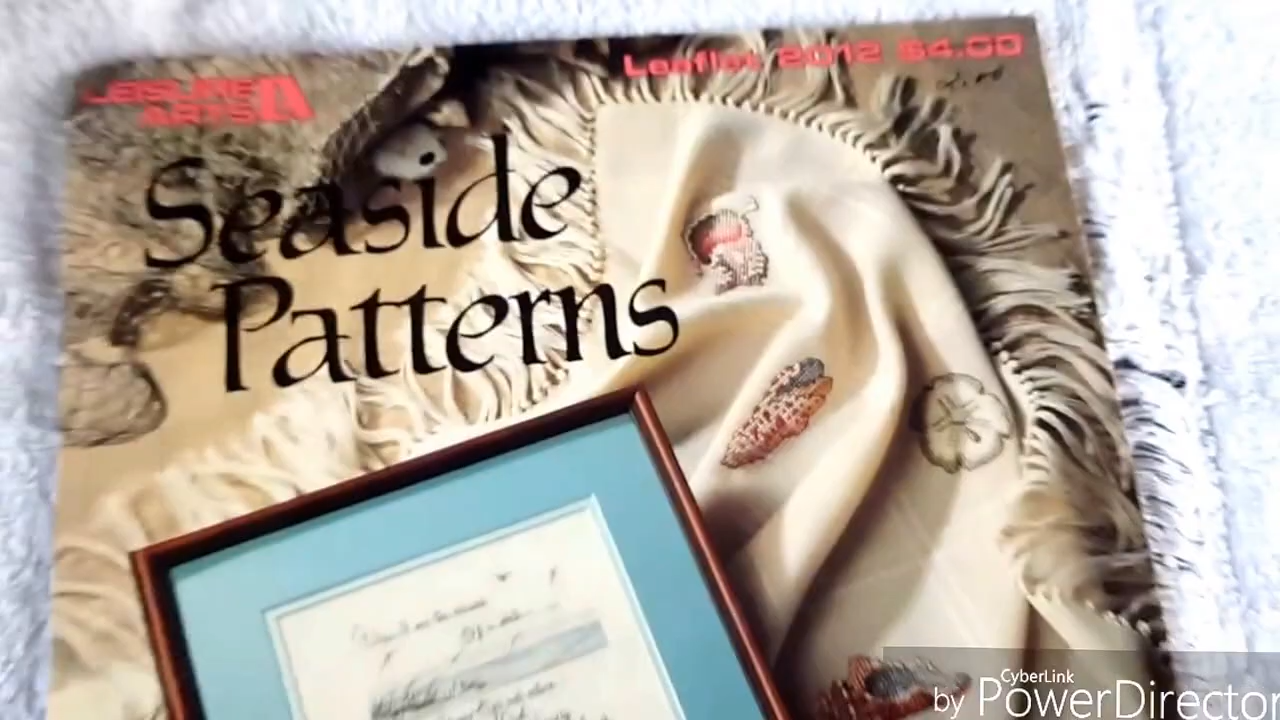 LEISURE
ARTS
Leaflet 2012 $4.00
Seaside
Patterns
CyberLink
by PowerDirector